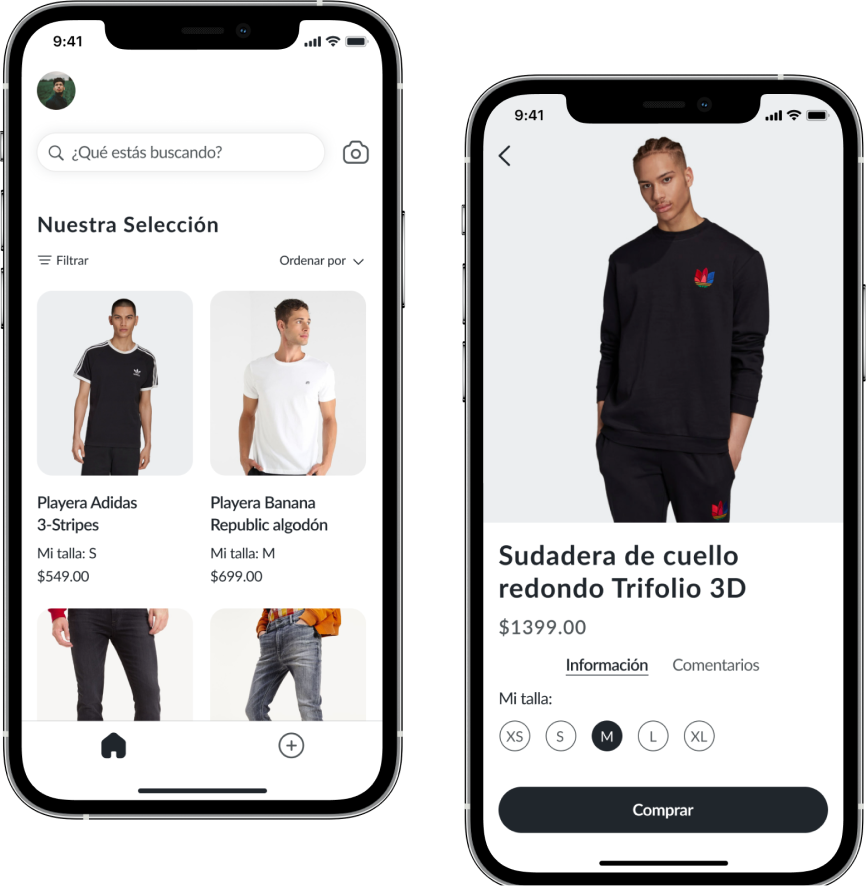 9:41
¿Qué estás buscando?
Nuestra Selección
Filtrar
Ordenar por
Playera Adidas
3-Stripes
Mi talla: S
$549.00
Playera Banana
Republic algodón
Mi talla: M
$699.00
9:41
Sudadera de cuello
redondo Trifolio 3D
$1399.00
Información
Comentarios
Mi talla:
XS S M L XL
Comprar